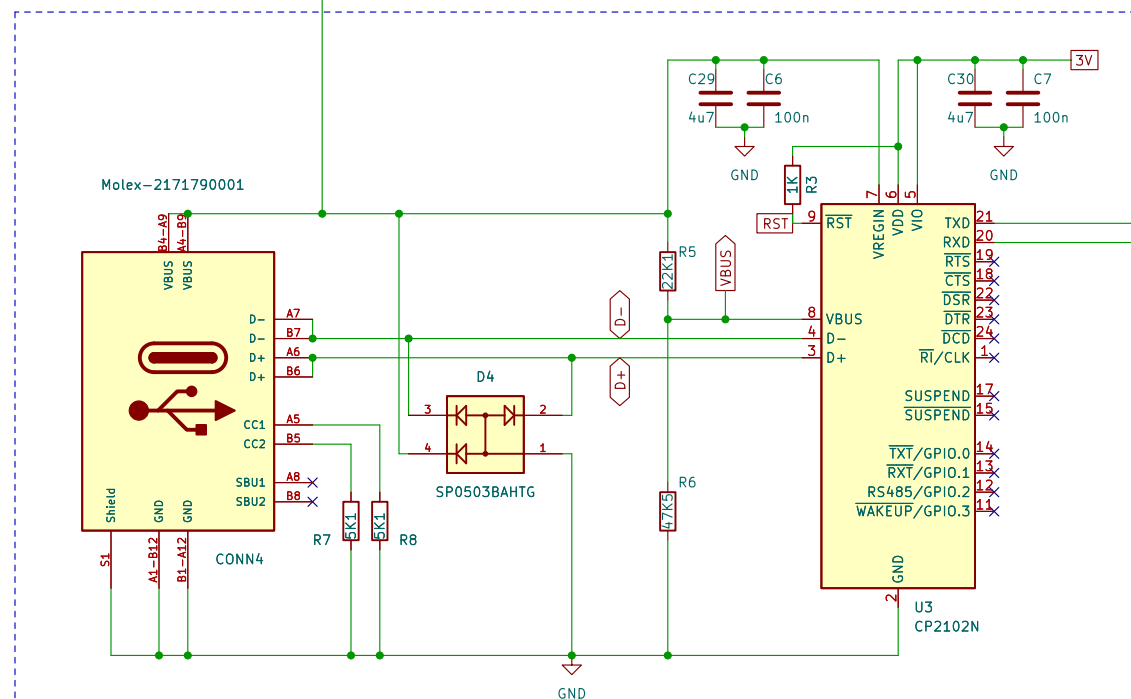 3V
C29
C6
C30
C7
4u7
100n
4u7
100n
GND
GND
Molex-2171790001
1K
R3
7
6
5
RST
9
RST
VREGIN
VDD
VIO
TXD
21
RXD
20
RTS
19
CTS
18
DSR
22
DTR
23
DCD
24
RI/CLK
1
SUSPEND
17
SUSPEND
15
TXT/GPIO.0
14
RXT/GPIO.1
13
RS485/GPIO.2
12
WAKEUP/GPIO.3
11
VBUS
8
D-
4
D+
3
GND
2
U3
CP2102N
B4-A9
A4-B9
VBUS
VBUS
R5
22K1
VBUS
D-
D+
D-
A7
D-
B7
D+
A6
D+
B6
CC1
A5
CC2
B5
SBU1
A8
SBU2
B8
Shield
GND
GND
S1
A1-B12
B1-A12
CONN4
D4
3
2
4
1
SP0503BAHTG
R6
47K5
R7
5K1
5K1
R8
GND